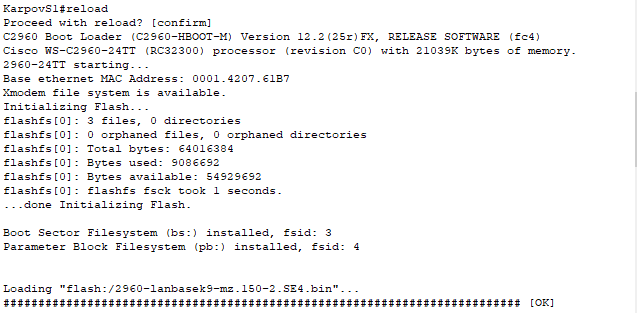 KarpovS1#reload
Proceed with reload? [confirm]
C2960 Boot Loader (C2960-HBOOT-M) Version 12.2(25r)FX, RELEASE SOFTWARE (fc4)
Cisco WS-C2960-24TT (RC32300) processor (revision C0) with 21039K bytes of memory.
2960-24TT starting...
Base ethernet MAC Address: 0001.4207.61B7
Xmodem file system is available.
Initializing Flash...
flashfs[0]: 3 files, 0 directories
flashfs[0]: 0 orphaned files, 0 orphaned directories
flashfs[0]: Total bytes: 64016384
flashfs[0]: Bytes used: 9086692
flashfs[0]: Bytes available: 54929692
flashfs[0]: flashfs fsck took 1 seconds.
...done Initializing Flash.
Boot Sector Filesystem (bs:) installed, fsid: 3
Parameter Block Filesystem (pb:) installed, fsid: 4
Loading "flash:/2960-lanbasek9-mz.150-2.SE4.bin"...
########################################################################## [OK]